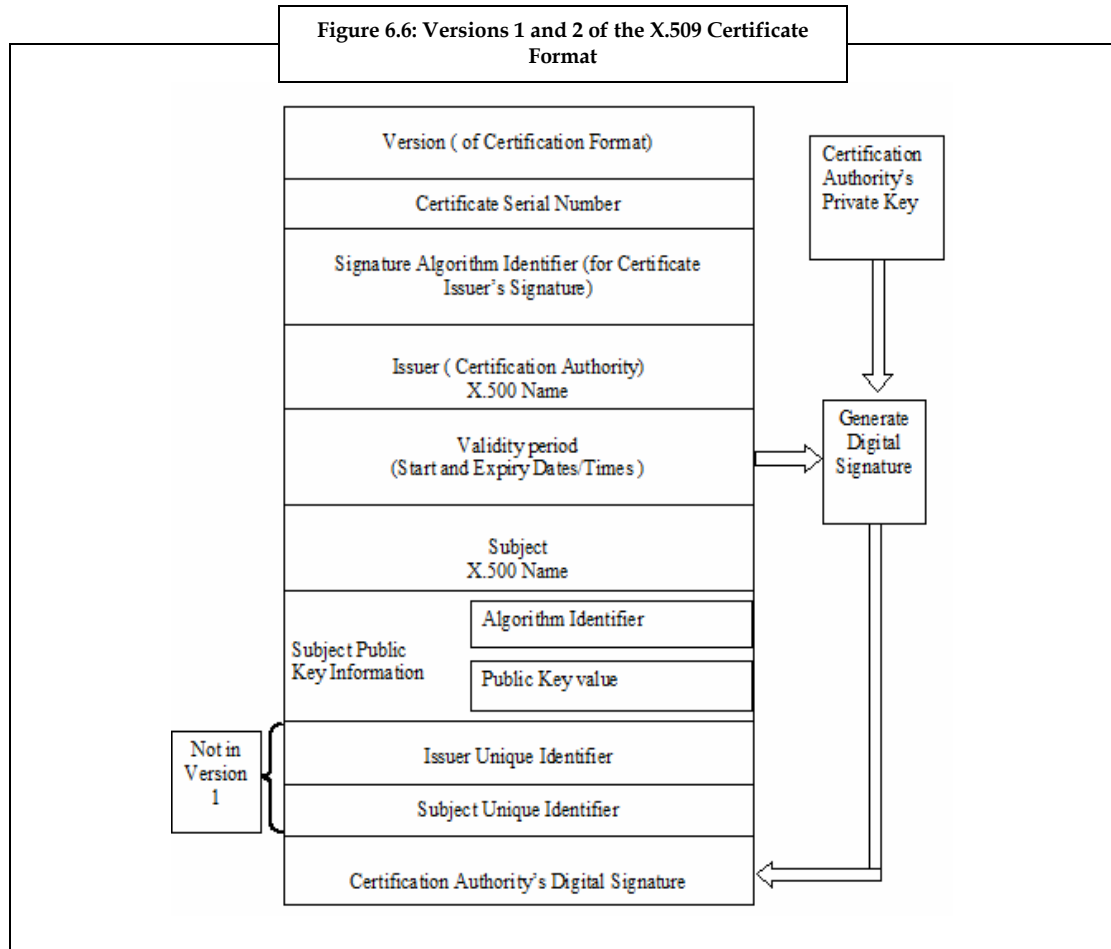 Figure 6.6: Versions 1 and 2 of the X.509 Certificate
Format
Version ( of Certification Format)
Certificate Serial Number
Signature Algorithm Identifier (for Certificate
Issuer's Signature)
Issuer ( Certification Authority)
X.500 Name
Validity period
(Start and Expiry Dates/Times )
Subject
X.500 Name
Subject Public
Key Information
Algorithm Identifier
Public Key value
Issuer Unique Identifier
Subject Unique Identifier
Certification Authority's Digital Signature
Not in
Version
1
Certification
Authority's
Private Key
Generate
Digital
Signature